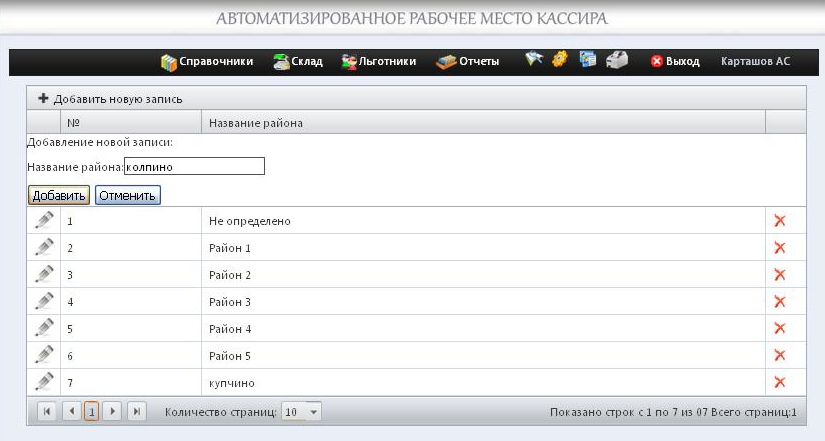 АВТОМАТИЗИРОВАННОЕ РАБОЧЕЕ МЕСТО КАССИРА
Справочники Склад Льготники Отчеты Выход Карташов АС
Добавить новую запись
№ Название района
Добавление новой записи:
Название района: колпино
Добавить Отменить
1 Не определено
2 Район 1
3 Район 2
4 Район 3
5 Район 4
6 Район 5
7 купчино
1 Количество страниц: 10 Показано строк с 1 по 7 из 07 Всего страниц:1